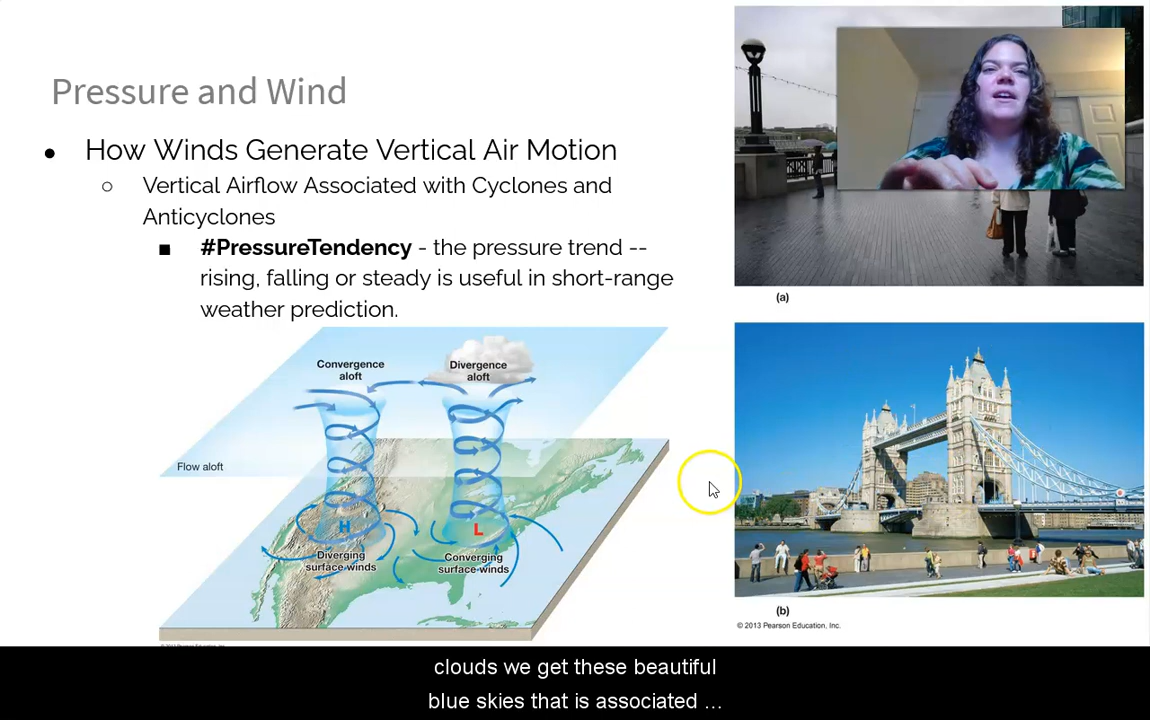 Pressure and Wind
● How Winds Generate Vertical Air Motion
○ Vertical Airflow Associated with Cyclones and
Anticyclones
■ #PressureTendency - the pressure trend --
rising, falling or steady is useful in short-range
weather prediction.
Convergence
aloft
Divergence
aloft
Flow aloft
H
L
Diverging
surface winds
Converging
surface winds
(a)
(b)
© 2013 Pearson Education, Inc.
clouds we get these beautiful
blue skies that is associated ...